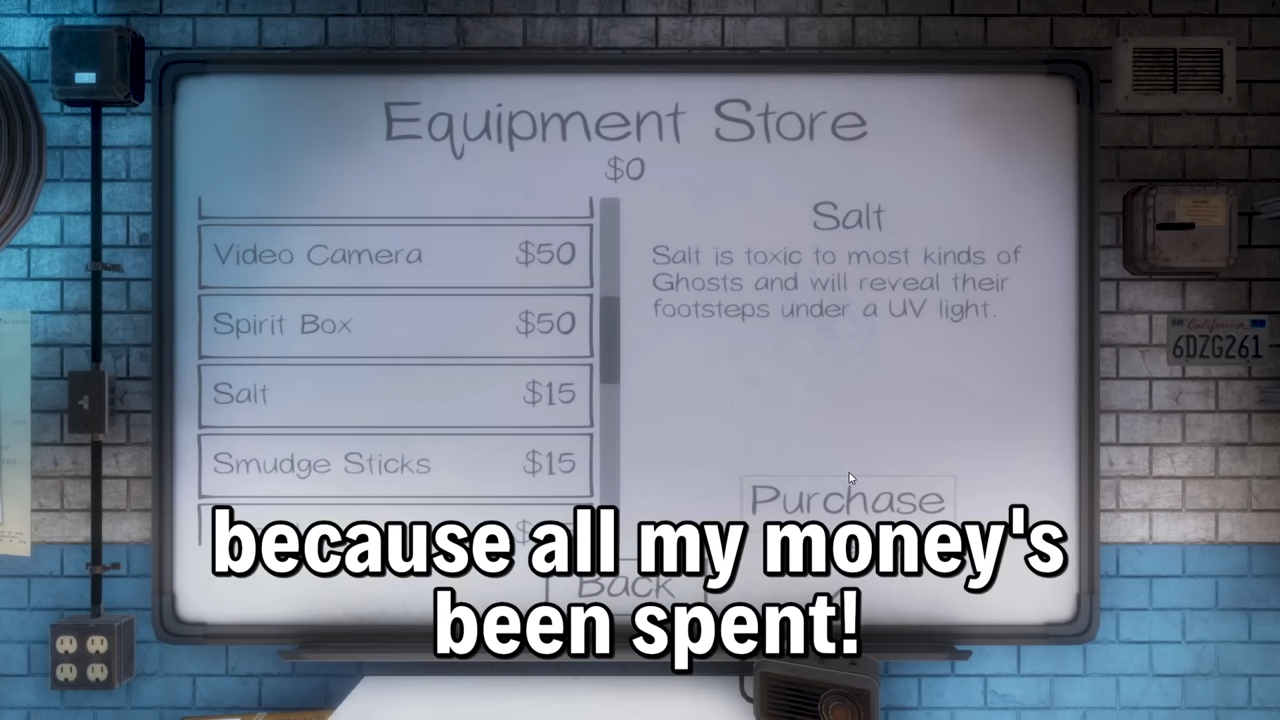 Equipment Store
$0
Video Camera $50
Spirit Box $50
Salt $15
Smudge Sticks $15
Salt
Salt is toxic to most kinds of
Ghosts and will reveal their
footsteps under a UV light.
Purchase
Back
California
6DZG261
because all my money's
been spent!